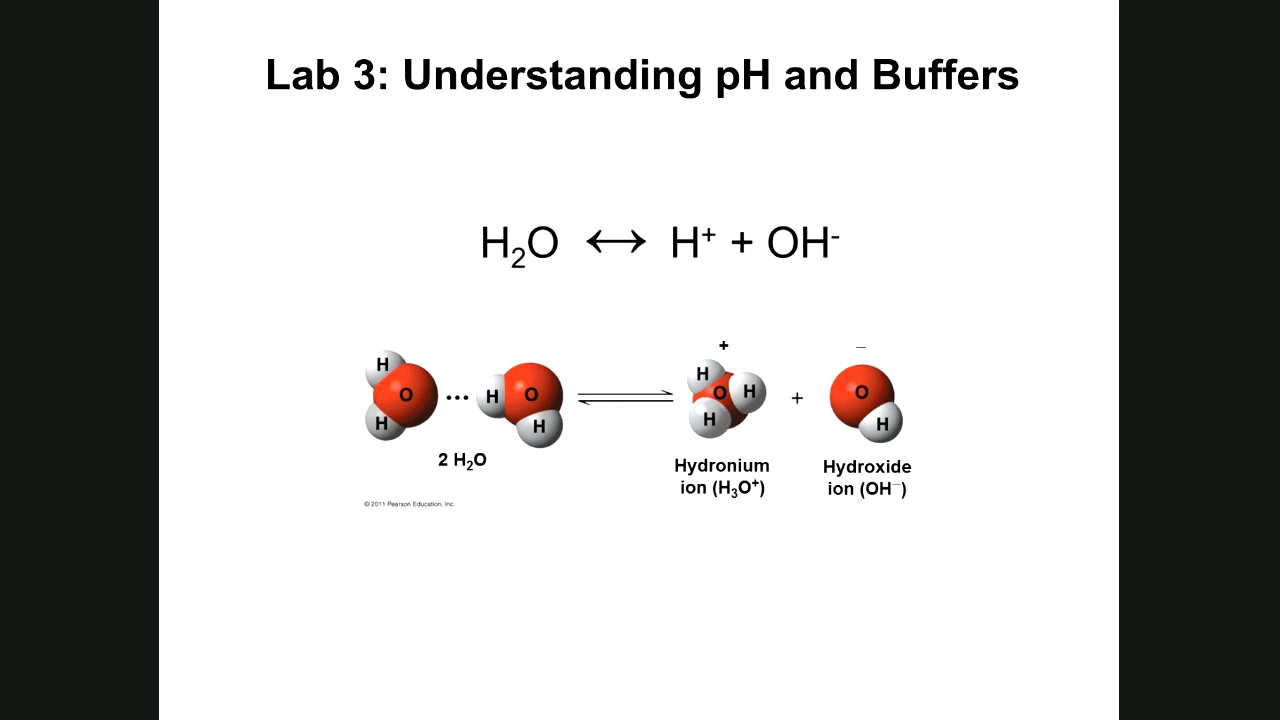 Lab 3: Understanding pH and Buffers
H₂O ↔ H⁺ + OH⁻
+ –
H H H H
O ... H O O H + O
H H H H
2 H₂O
Hydronium Hydroxide
ion (H₃O⁺) ion (OH⁻)
© 2011 Pearson Education, Inc.